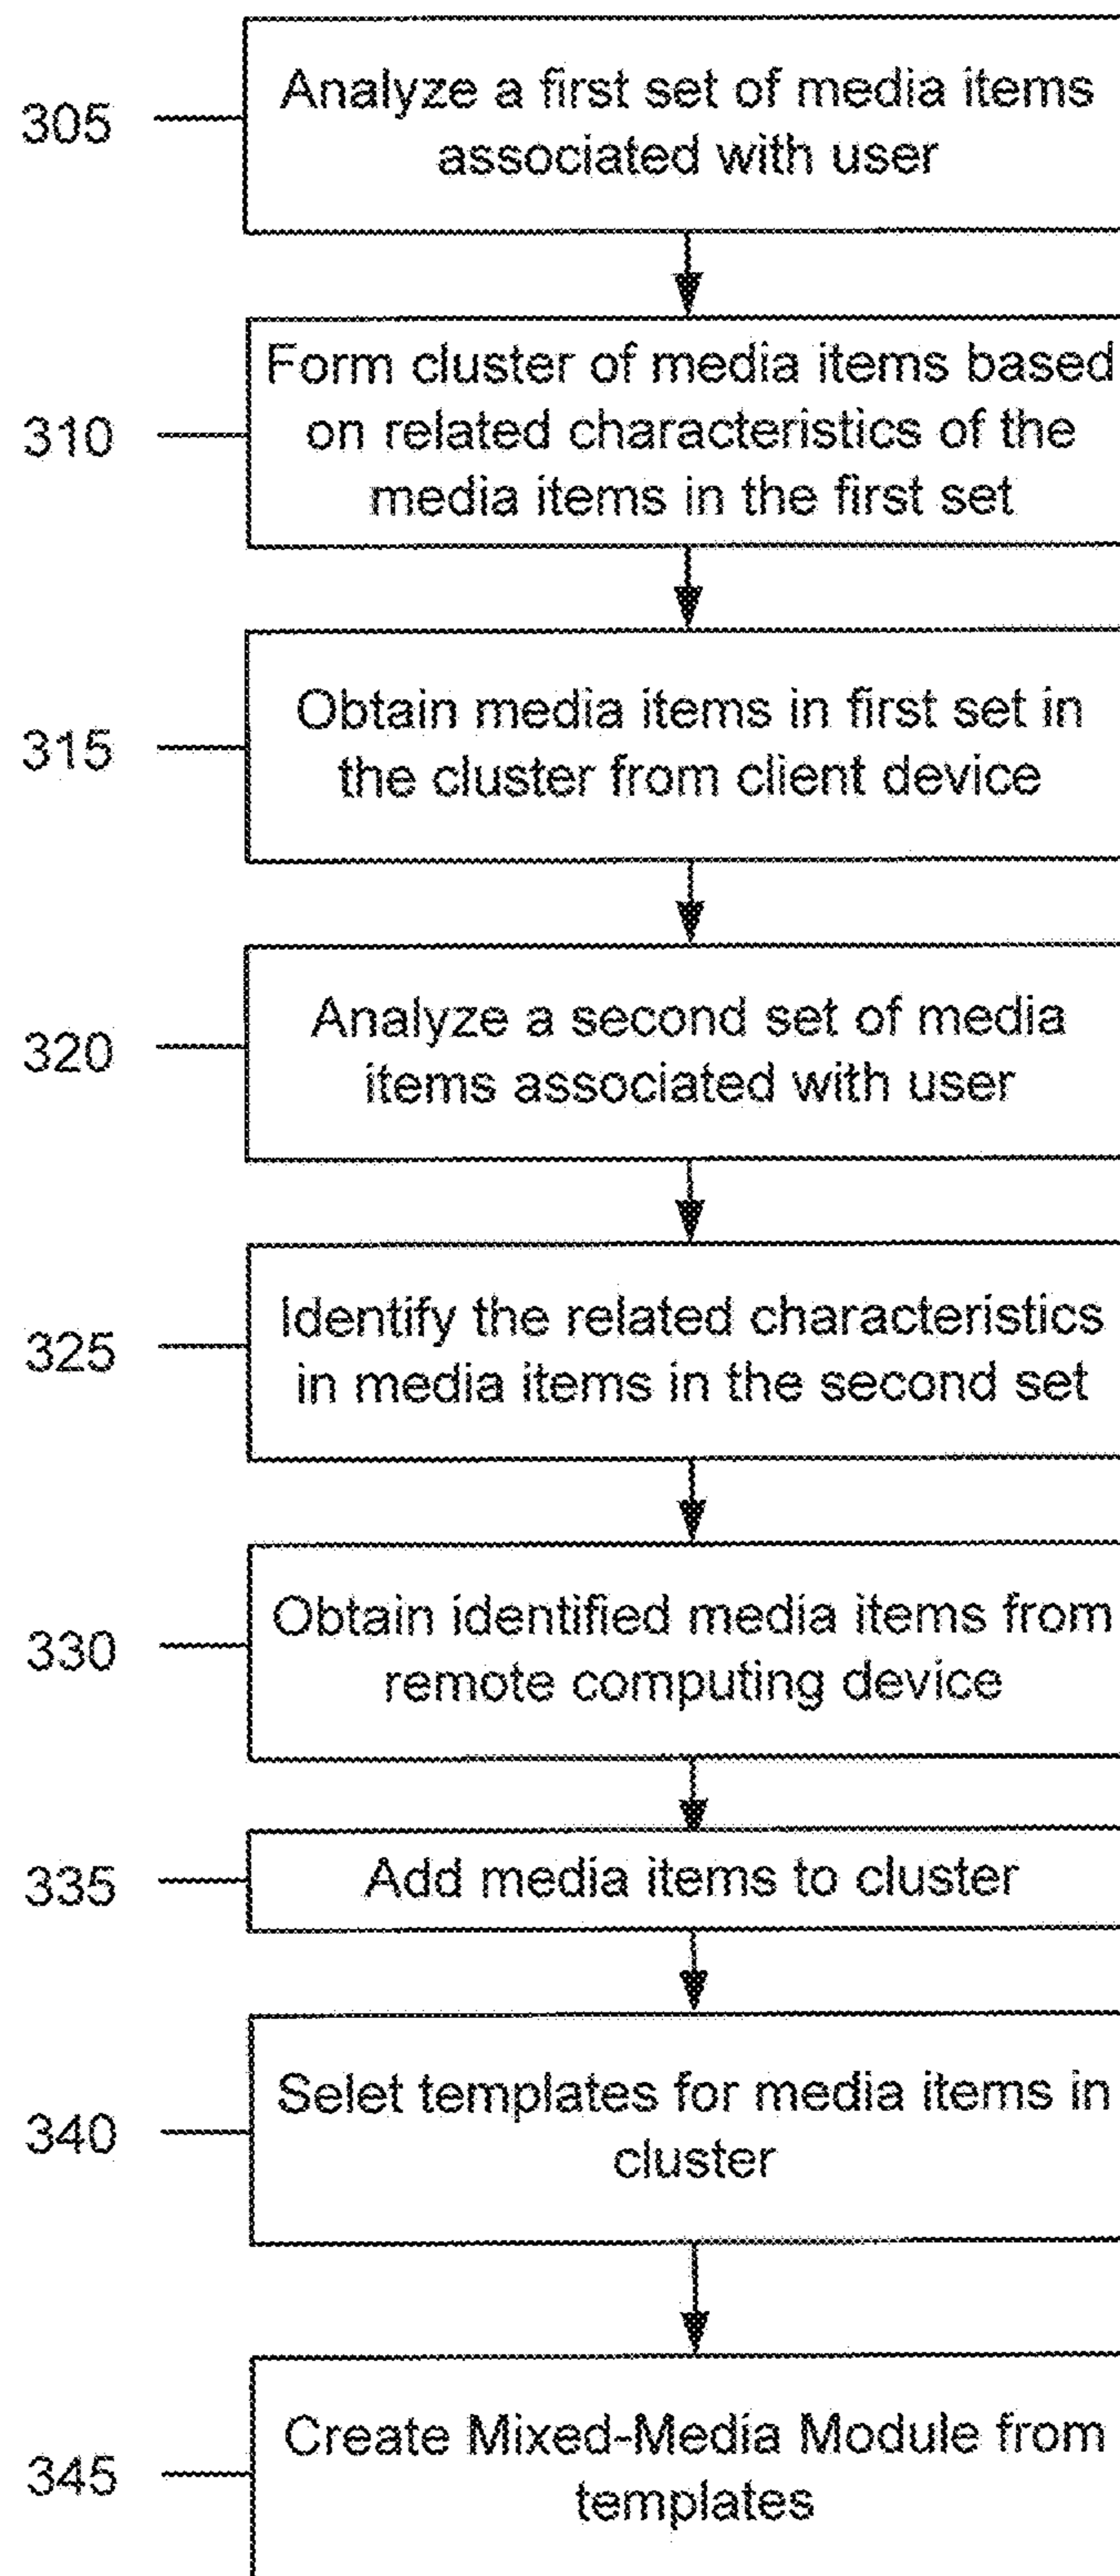 305
Analyze a first set of media items
associated with user
310
Form cluster of media items based
on related characteristics of the
media items in the first set
315
Obtain media items in first set in
the cluster from client device
320
Analyze a second set of media
items associated with user
325
Identify the related characteristics
in media items in the second set
330
Obtain identified media items from
remote computing device
335
Add media items to cluster
340
Selet templates for media items in
cluster
345
Create Mixed-Media Module from
templates